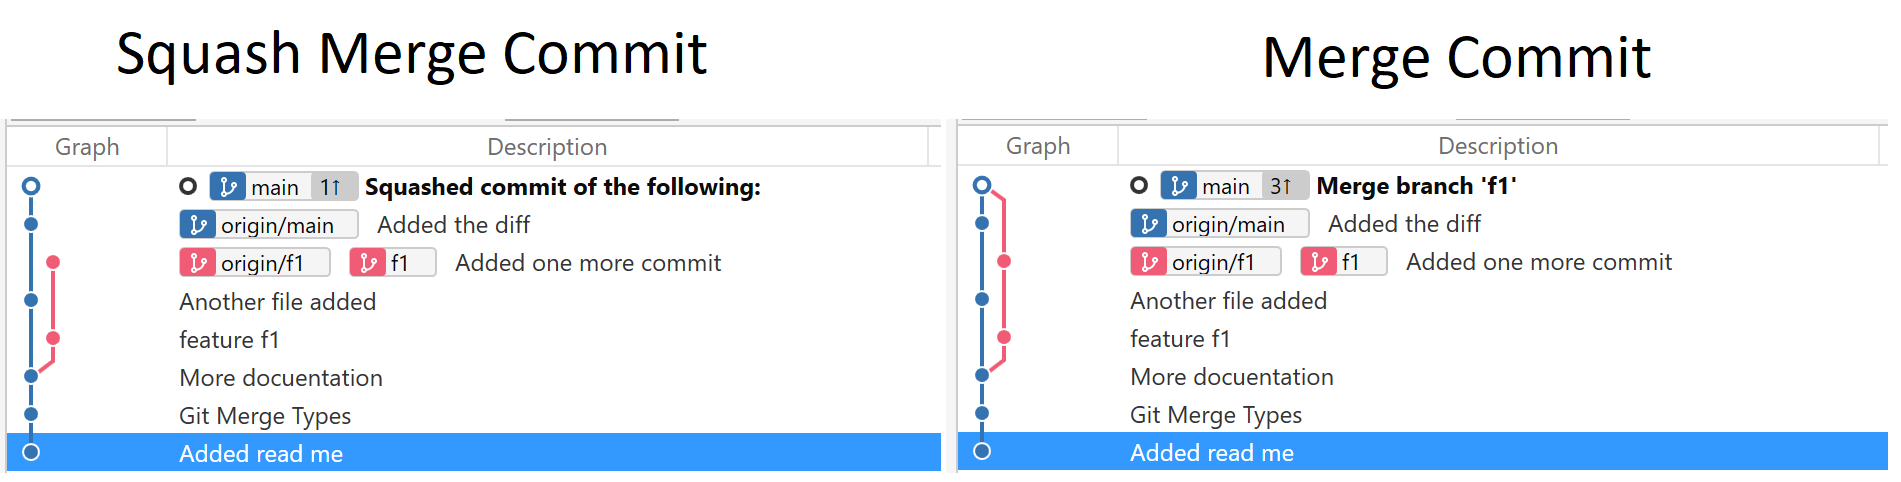 Squash Merge Commit
Graph Description
main 1↑ Squashed commit of the following:
origin/main Added the diff
origin/f1 f1 Added one more commit
Another file added
feature f1
More docuentation
Git Merge Types
Added read me
Merge Commit
Graph Description
main 3↑ Merge branch 'f1'
origin/main Added the diff
origin/f1 f1 Added one more commit
Another file added
feature f1
More docuentation
Git Merge Types
Added read me